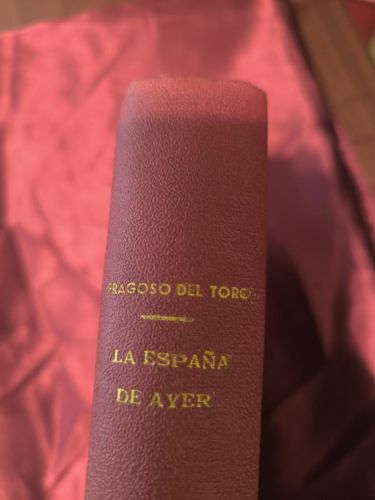 FRAGOSO DEL TORO
LA ESPAÑA
DE AYER